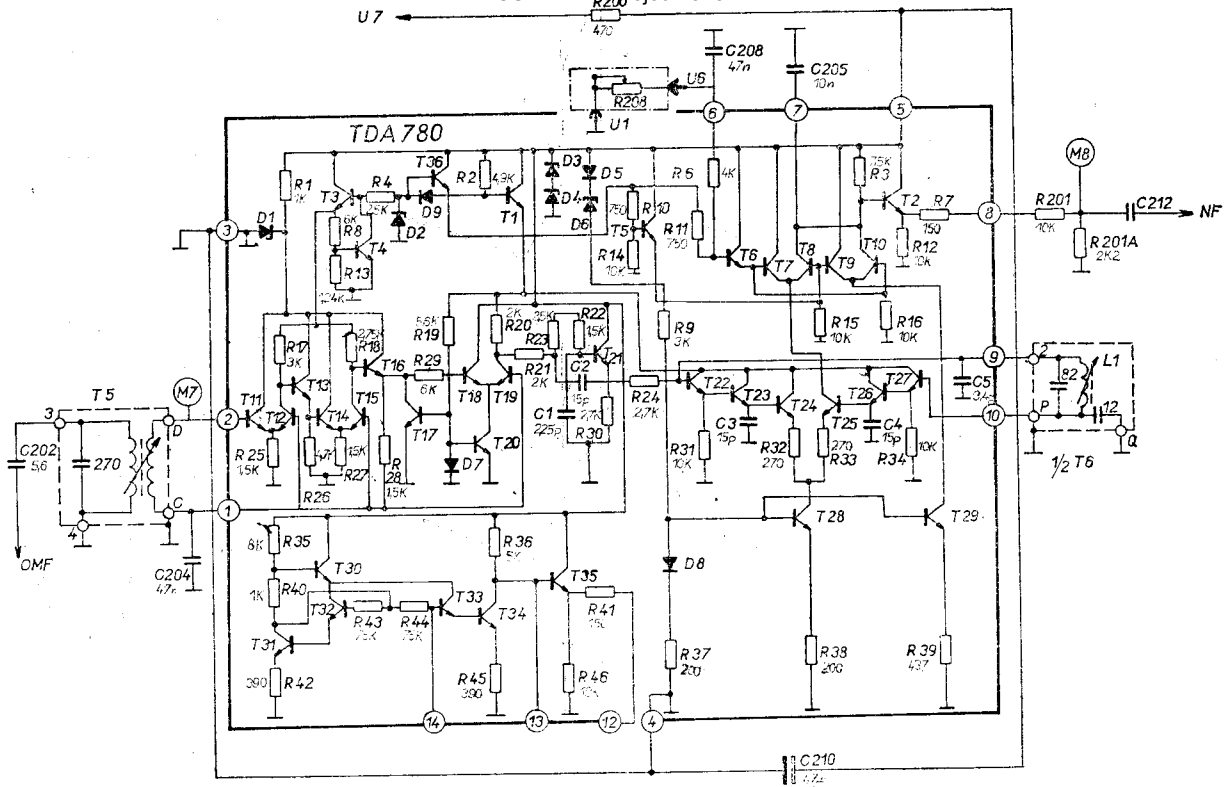 U7
R200
470
C208
47n
C205
10n
U6
R208
U1
6
7
5
TDA 780
M8
R1
1K
T3
R4
25K
T36
R2
4,9K
D3
D5
R6
4K
R3
D9
T1
D4
D6
750
R10
T5
R11
750
T2
R7
150
8
R201
10K
C212
NF
3
D1
6K
R8
D2
T4
R14
10K
T6
T7
T8
T9
T10
R12
10K
R201A
2K2
R13
R20
2K
R22
1,5K
R19
R23
R9
3K
R15
10K
R16
10K
R17
3K
R18
T16
R29
6K
R21
2K
C2
15p
T21
9
2
L1
M7
T5
3
D
2
T11
T12
T13
T14
T15
T18
T19
R24
2,7K
T22
T23
T24
T25
T26
T27
C5
82
10
P
12
Q
C202
5,6
270
T17
T20
C1
R30
C3
15p
C4
15p
R25
1,5K
R27
1,5K
R28
1,5K
D7
R31
10K
R32
270
270
R33
R34
10K
1/2 T6
R26
C
1
4
OMF
C204
47n
R35
8K
R36
5K
T28
T29
T30
D8
R40
1K
T35
T32
R43
R44
T33
R41
T34
T31
390
R42
R45
390
R46
R37
200
R38
200
R39
437
14
13
12
4
C210